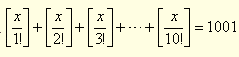 . [x/1!] + [x/2!] + [x/3!] + ··· + [x/10!] = 1001